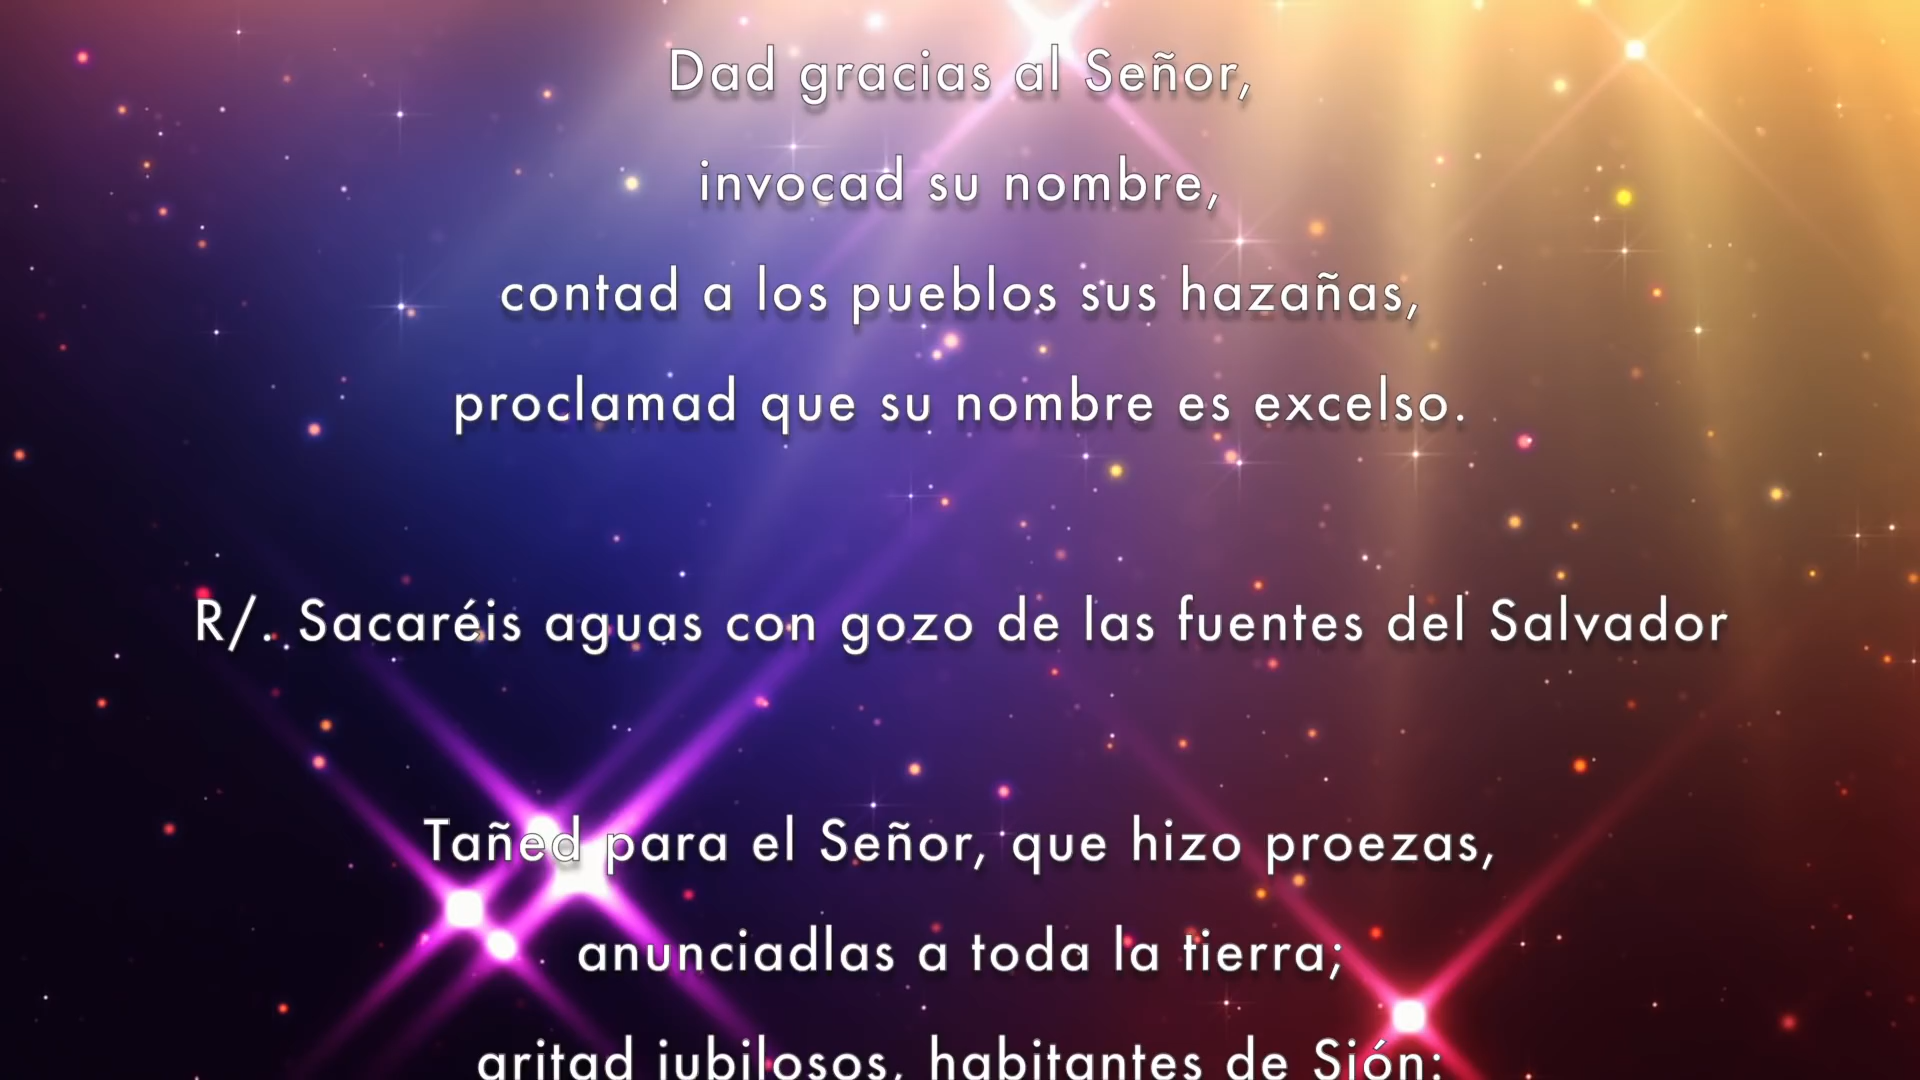 Dad gracias al Señor,
invocad su nombre,
contad a los pueblos sus hazañas,
proclamad que su nombre es excelso.
R/. Sacaréis aguas con gozo de las fuentes del Salvador
Tañed para el Señor, que hizo proezas,
anunciadlas a toda la tierra;
gritad jubilosos, habitantes de Sión: